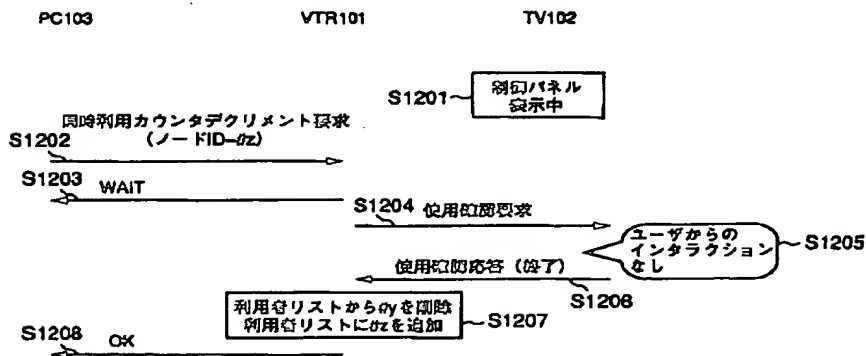 PC103
VTR101
TV102
S1201
制御パネル
表示中
同時利用カウンタデクリメント要求
(ノードID=#z)
S1202
S1203
WAIT
S1204
使用確認要求
ユーザからの
インタラクション
なし
S1205
使用確認応答（終了）
S1206
利用者リストから#yを削除
利用者リストに#zを追加
S1207
S1208
OK